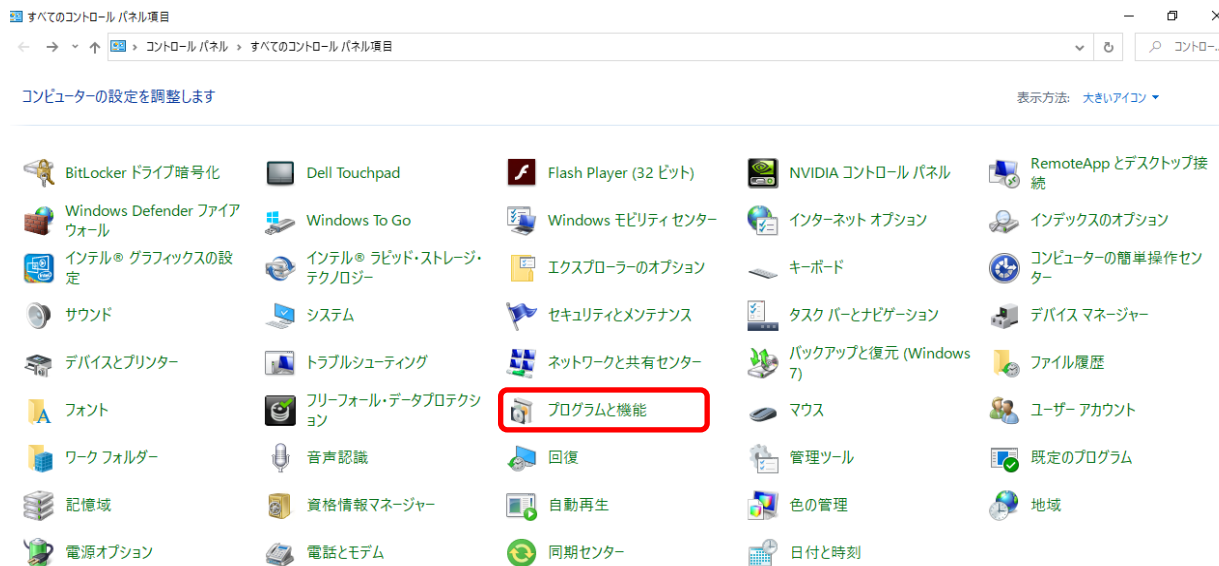 すべてのコントロール パネル項目
コントロール パネル › すべてのコントロール パネル項目
コントロー...
コンピューターの設定を調整します
表示方法: 大きいアイコン
BitLocker ドライブ暗号化
Dell Touchpad
Flash Player (32 ビット)
NVIDIA コントロール パネル
RemoteApp とデスクトップ接
続
Windows Defender ファイア
ウォール
Windows To Go
Windows モビリティ センター
インターネット オプション
インデックスのオプション
インテル® グラフィックスの設
定
インテル® ラピッド・ストレージ・
テクノロジー
エクスプローラーのオプション
キーボード
コンピューターの簡単操作セン
ター
サウンド
システム
セキュリティとメンテナンス
タスク バーとナビゲーション
デバイス マネージャー
デバイスとプリンター
トラブルシューティング
ネットワークと共有センター
バックアップと復元 (Windows
7)
ファイル履歴
フォント
フリーフォール・データプロテクシ
ョン
プログラムと機能
マウス
ユーザー アカウント
ワーク フォルダー
音声認識
回復
管理ツール
既定のプログラム
記憶域
資格情報マネージャー
自動再生
色の管理
地域
電源オプション
電話とモデム
同期センター
日付と時刻